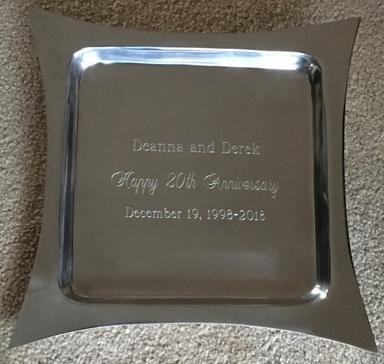 Deanna and Derek
Happy 20th Anniversary
December 19, 1998-2018